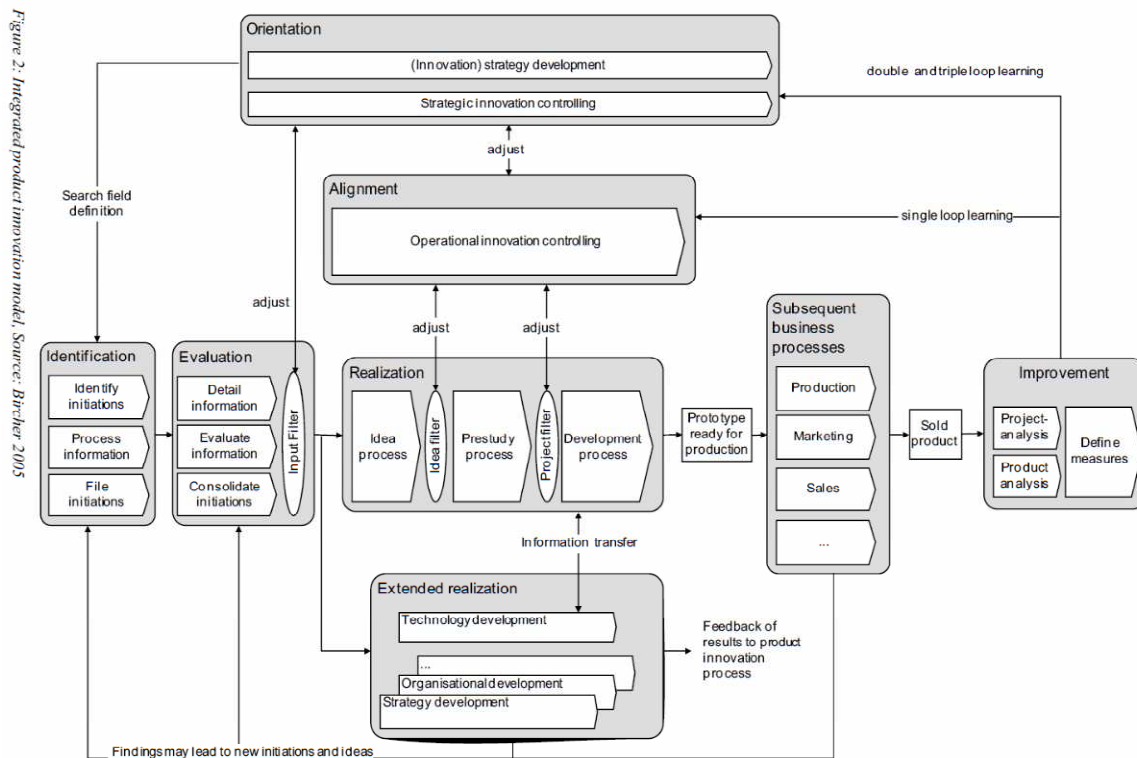 Figure 2: Integrated product innovation model, Source: Bircher 2005
Orientation
(Innovation) strategy development
Strategic innovation controlling
double and triple loop learning
adjust
Search field
definition
Alignment
Operational innovation controlling
single loop learning
adjust
adjust
adjust
Identification
Identify
initiations
Process
information
File
initiations
Evaluation
Detail
information
Evaluate
information
Consolidate
initiations
Input Filter
Realization
Idea
process
Idea filter
Prestudy
process
Projectfilter
Development
process
Prototype
ready for
production
Subsequent
business
processes
Production
Marketing
Sales
...
Sold
product
Improvement
Project-
analysis
Product
analysis
Define
measures
Information transfer
Extended realization
Technology development
...
Organisational development
Strategy development
Feedback of
results to product
innovation
process
Findings may lead to new initiations and ideas